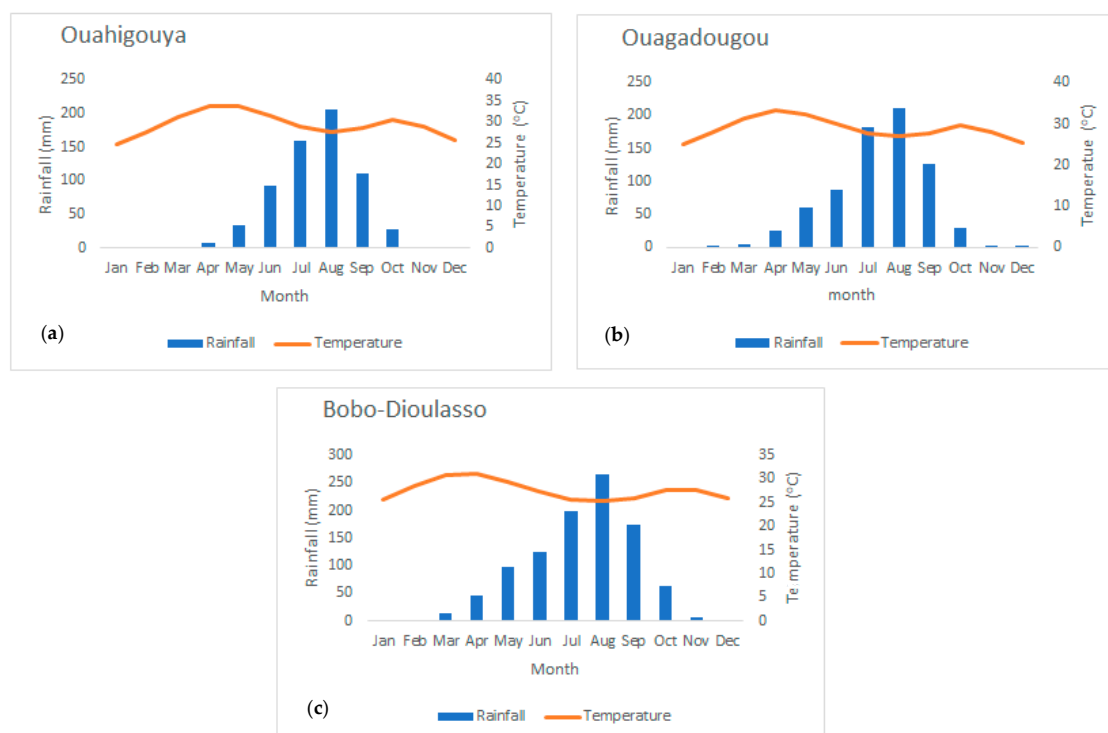 Ouahigouya
Rainfall (mm)
250
200
150
100
50
0
Temperature (°C)
40
35
30
25
20
15
10
5
0
Jan Feb Mar Apr May Jun Jul Aug Sep Oct Nov Dec
Month
(a)
Rainfall Temperature
Ouagadougou
Rainfall (mm)
250
200
150
100
50
0
Temperatue (°C)
40
30
20
10
0
Jan Feb Mar Apr May Jun Jul Aug Sep Oct Nov Dec
month
(b)
Rainfall Temperature
Bobo-Dioulasso
Rainfall (mm)
300
250
200
150
100
50
0
Te mperature (°C)
35
30
25
20
15
10
5
0
Jan Feb Mar Apr May Jun Jul Aug Sep Oct Nov Dec
Month
(c)
Rainfall Temperature